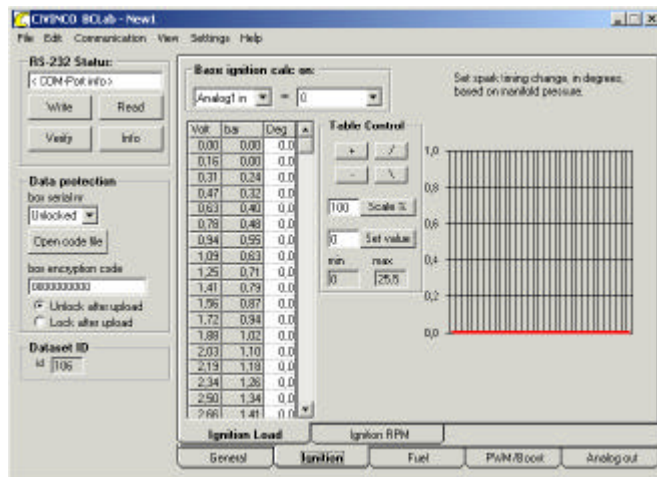 CIVINCO BCLab - New1
File Edit Communication View Settings Help
RS-232 Status:
< COM-Port info >
Write Read
Verify Info
Data protection
box serial nr
Unlocked
Open code file
box encryption code
0000000000
Unlock after upload
Lock after upload
Dataset ID
id 106
Base ignition calc on:
Analog1 in = 0
Set spark timing change, in degrees,
based on manifold pressure.
Volt bar Deg
0,00 0,00 0,0
0,16 0,00 0,0
0,31 0,24 0,0
0,47 0,32 0,0
0,63 0,40 0,0
0,78 0,48 0,0
0,94 0,55 0,0
1,09 0,63 0,0
1,25 0,71 0,0
1,41 0,79 0,0
1,56 0,87 0,0
1,72 0,94 0,0
1,88 1,02 0,0
2,03 1,10 0,0
2,19 1,18 0,0
2,34 1,26 0,0
2,50 1,34 0,0
2,66 1,41 0,0
Table Control
+ /
- \
100 Scale %
0 Set value
min max
0 25,5
1,0
0,8
0,6
0,4
0,2
0,0
Ignition Load Ignition RPM
General Ignition Fuel PWM/Boost Analog out